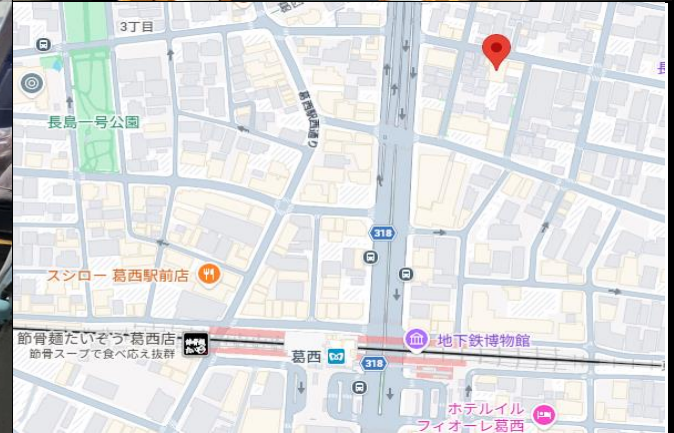 3丁目
長島一号公園
葛西駅西通り
318
スシロー 葛西駅前店
節骨麺たいぞう 葛西店
節骨スープで食べ応え抜群
葛西
318
地下鉄博物館
ホテルイル
フィオーレ葛西